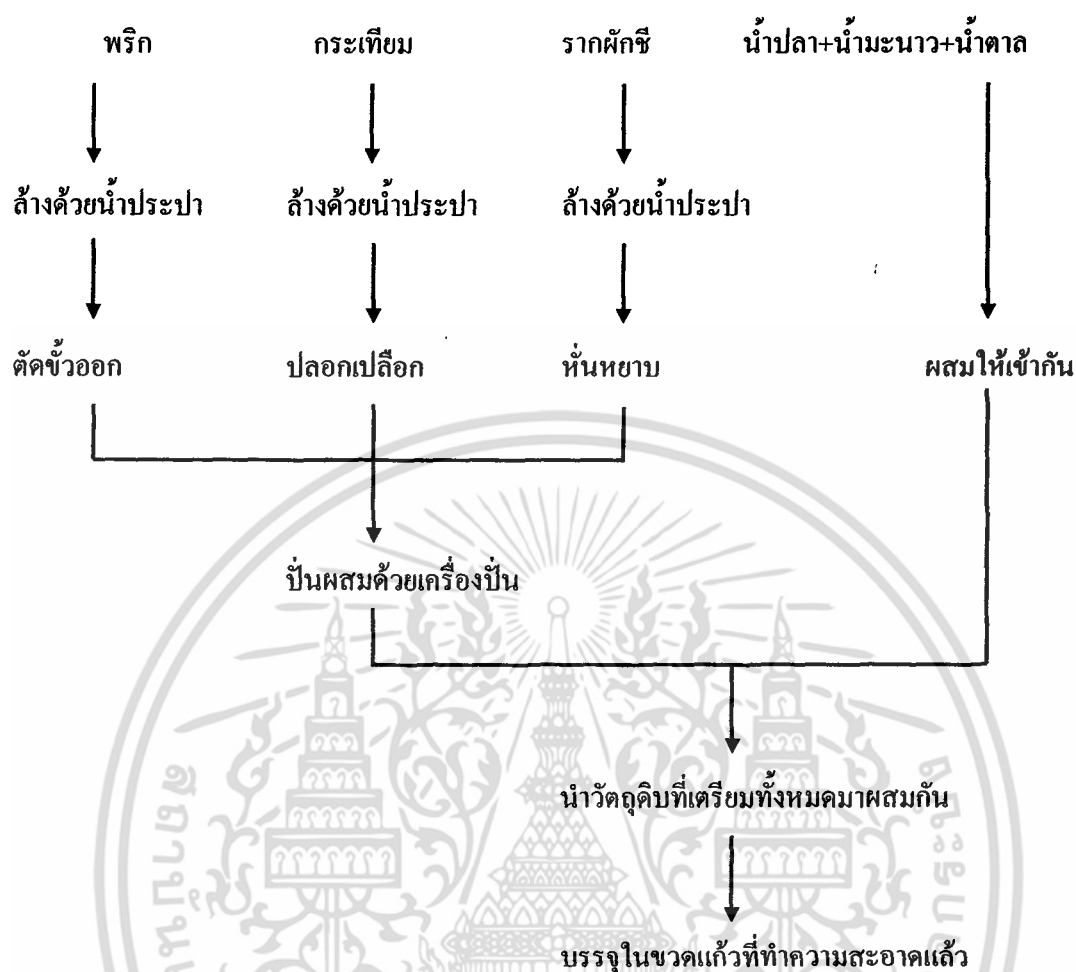 พริก กระเทียม รากผักชี น้ำปลา+น้ำมะนาว+น้ำตาล
ล้างด้วยน้ำประปา ล้างด้วยน้ำประปา ล้างด้วยน้ำประปา
ตัดขั้วออก ปลอกเปลือก หั่นหยาบ ผสมให้เข้ากัน
ปั่นผสมด้วยเครื่องปั่น
นำวัตถุดิบที่เตรียมทั้งหมดมาผสมกัน
บรรจุในขวดแก้วที่ทำความสะอาดแล้ว